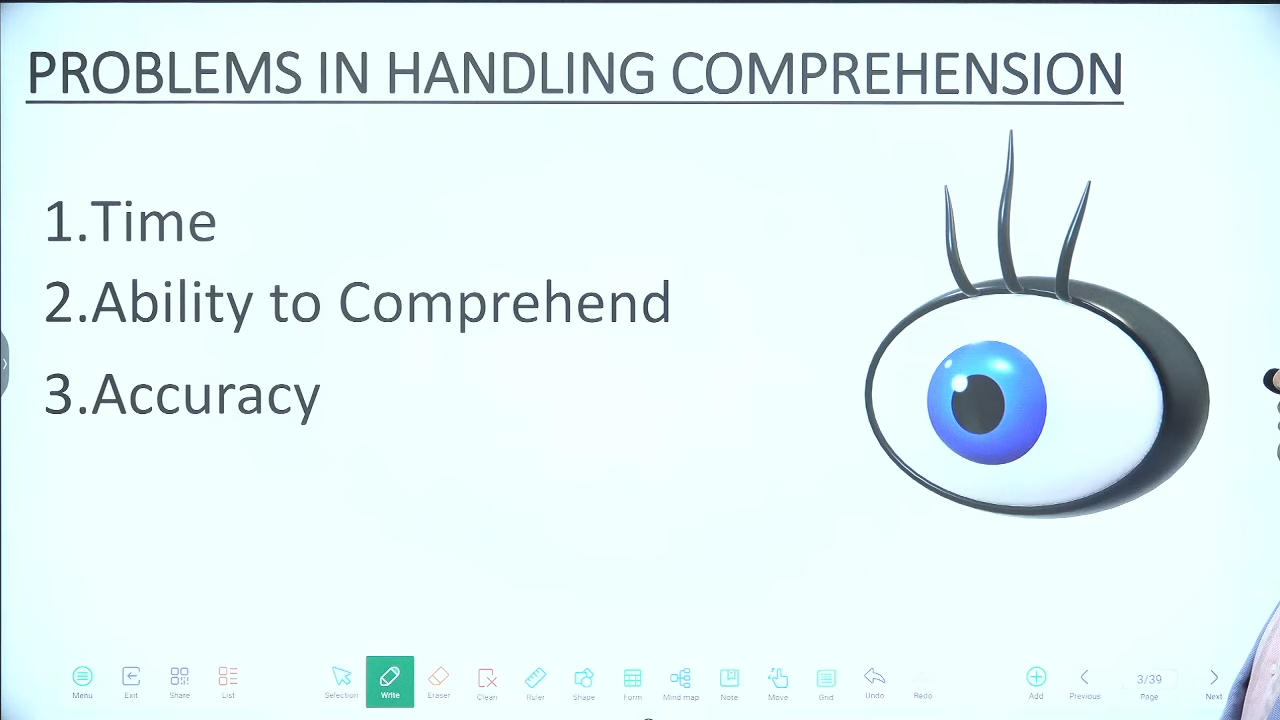 PROBLEMS IN HANDLING COMPREHENSION
1.Time
2.Ability to Comprehend
3.Accuracy
Menu Exit Share List Selection Write Eraser Clean Ruler Shape Form Mind map Note Move Grid Undo Redo Add Previous 3/39 Page Next